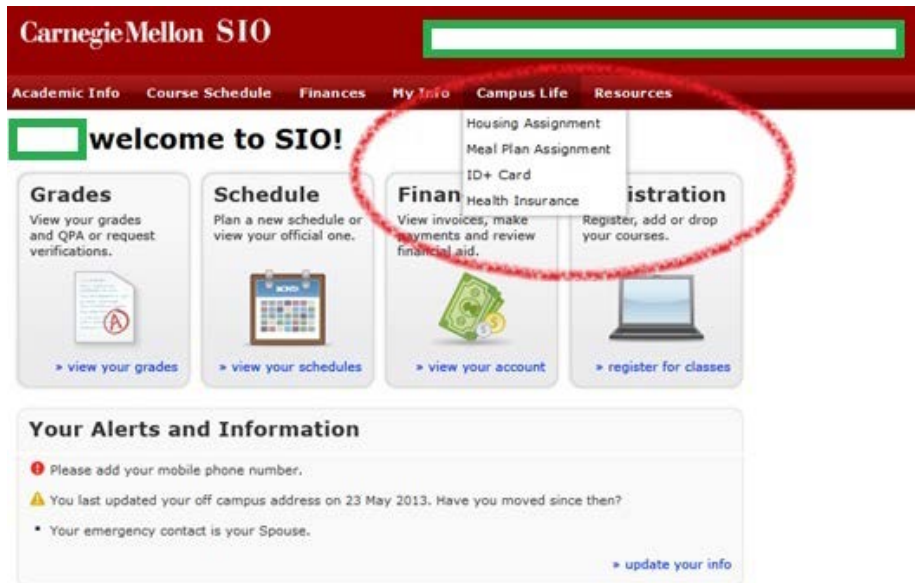 Carnegie Mellon SIO
Academic Info Course Schedule Finances My Info Campus Life Resources
Housing Assignment
Meal Plan Assignment
ID+ Card
Health Insurance
welcome to SIO!
Grades
View your grades
and QPA or request
verifications.
A
» view your grades
Schedule
Plan a new schedule or
view your official one.
» view your schedules
Finan
View invoices, make
payments and review
financial aid.
» view your account
istration
Register, add or drop
your courses.
» register for classes
Your Alerts and Information
Please add your mobile phone number.
You last updated your off campus address on 23 May 2013. Have you moved since then?
• Your emergency contact is your Spouse.
» update your info